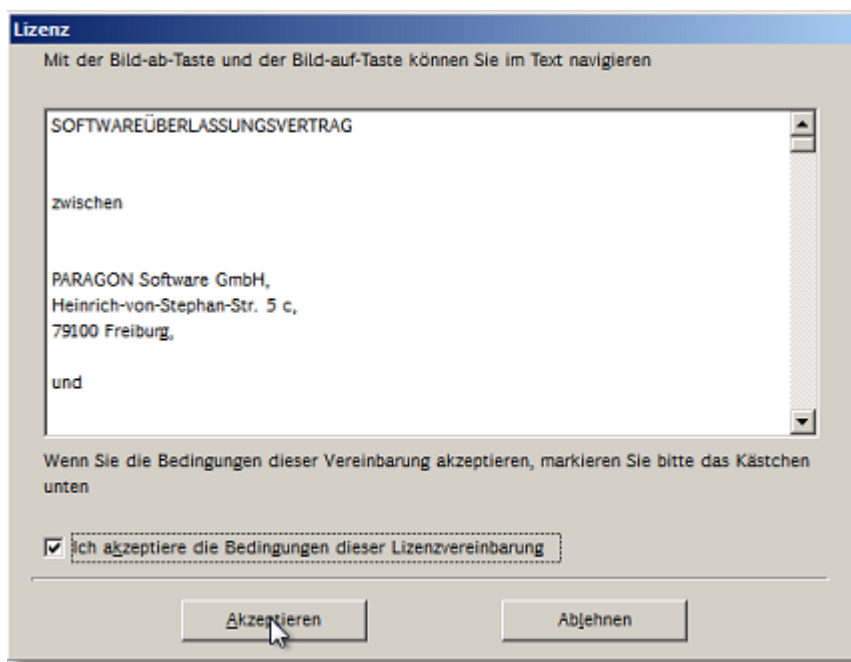 Lizenz
Mit der Bild-ab-Taste und der Bild-auf-Taste können Sie im Text navigieren
SOFTWAREÜBERLASSUNGSVERTRAG
zwischen
PARAGON Software GmbH,
Heinrich-von-Stephan-Str. 5 c,
79100 Freiburg,
und
Wenn Sie die Bedingungen dieser Vereinbarung akzeptieren, markieren Sie bitte das Kästchen
unten
Ich akzeptiere die Bedingungen dieser Lizenzvereinbarung
Akzeptieren
Ablehnen